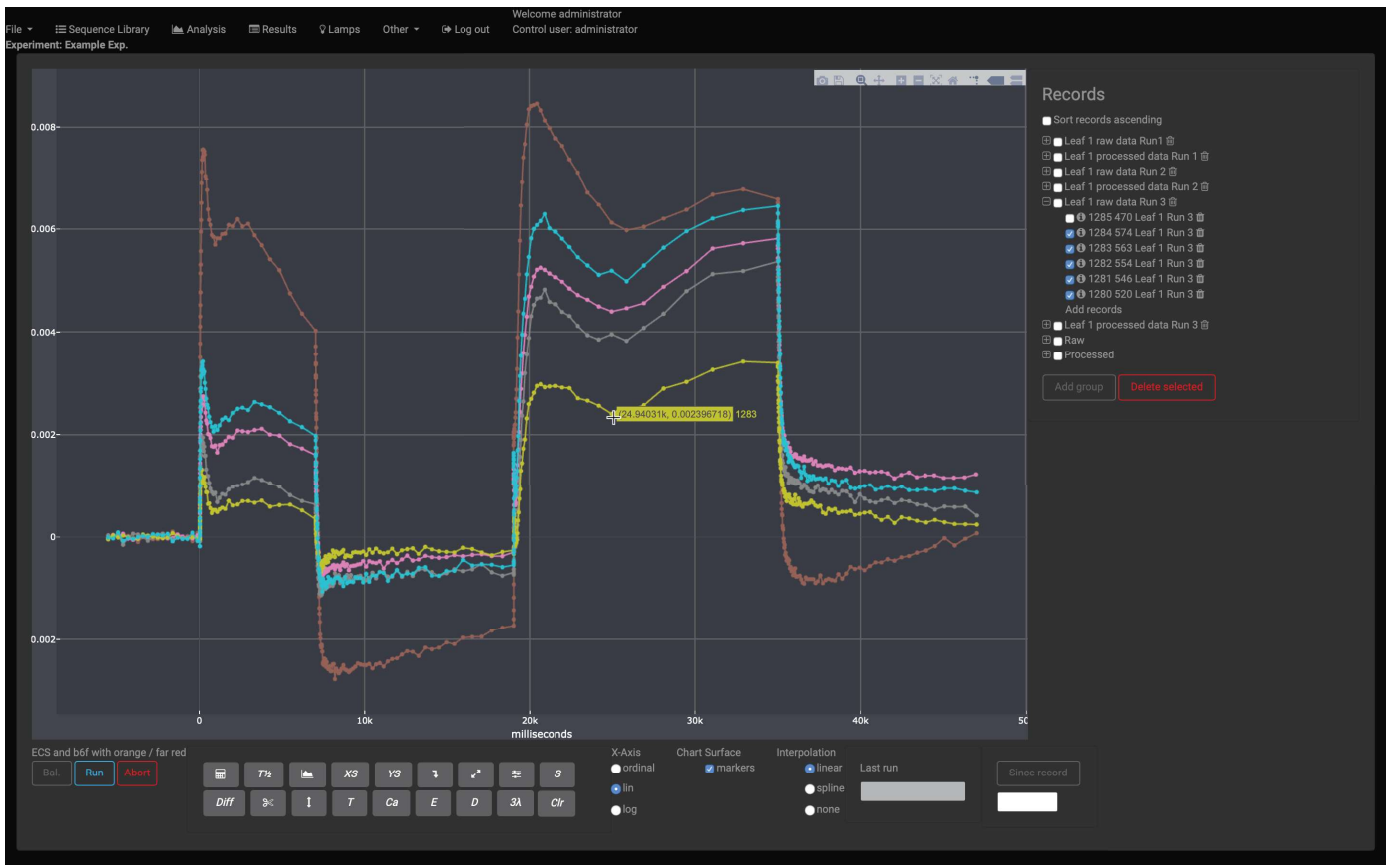 Welcome administrator
File Sequence Library Analysis Results Lamps Other Log out Control user: administrator
Experiment: Example Exp.
Records
Sort records ascending
Leaf 1 raw data Run1
Leaf 1 processed data Run 1
Leaf 1 raw data Run 2
Leaf 1 processed data Run 2
Leaf 1 raw data Run 3
1285 470 Leaf 1 Run 3
1284 574 Leaf 1 Run 3
1283 563 Leaf 1 Run 3
1282 554 Leaf 1 Run 3
1281 546 Leaf 1 Run 3
1280 520 Leaf 1 Run 3
Add records
Leaf 1 processed data Run 3
Raw
Processed
Add group Delete selected
0.008
0.006
0.004
0.002
0
0.002
(24.94031k, 0.002396718) 1283
0 10k 20k 30k 40k 50
milliseconds
ECS and b6f with orange / far red
Bal. Run Abort
T½ X3 Y3 3
Diff T Ca E D 3λ Clr
X-Axis
ordinal
lin
log
Chart Surface
markers
Interpolation
linear
spline
none
Last run
Since record